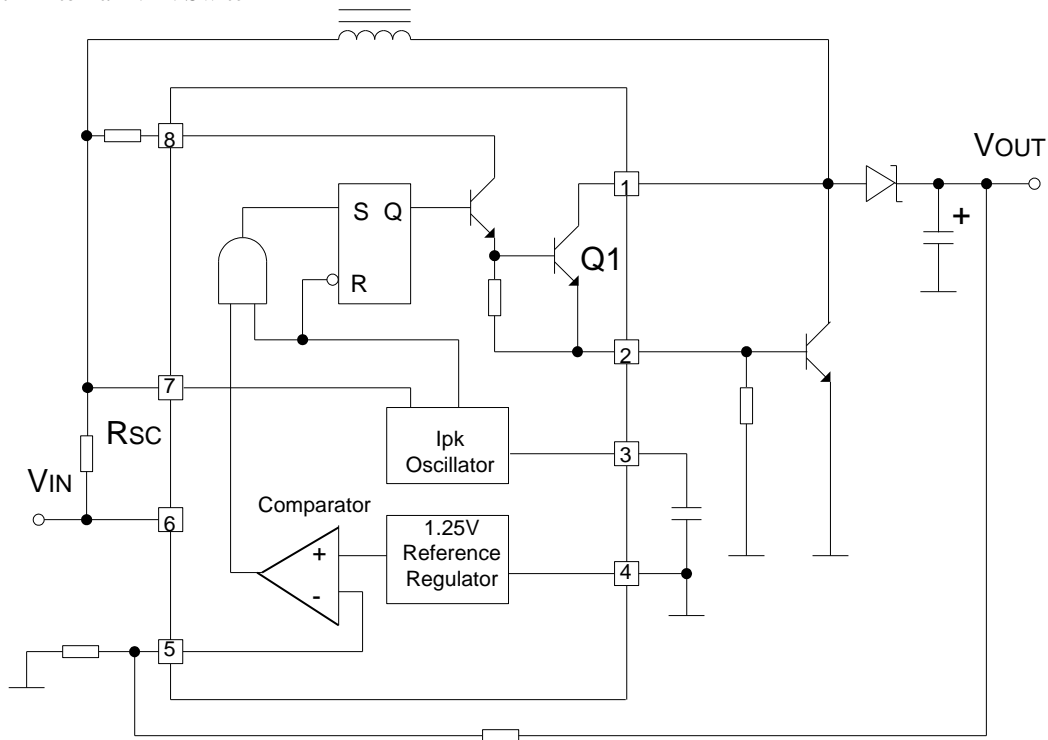 8
1
VOUT
S Q
+
Q1
R
2
7
RSC
Ipk
Oscillator
3
VIN
Comparator
6
1.25V
Reference
Regulator
+
4
-
5